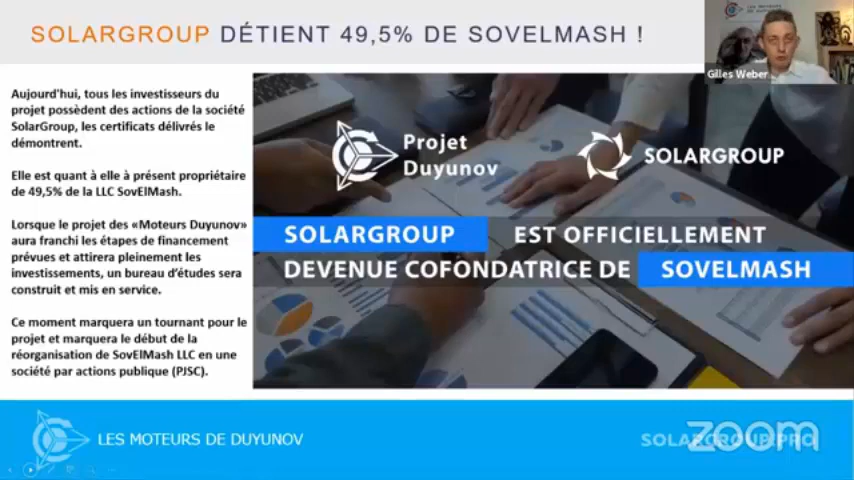 SOLARGROUP DÉTIENT 49,5% DE SOVELMASH !
Gilles Weber
Aujourd'hui, tous les investisseurs du
projet possèdent des actions de la société
SolarGroup, les certificats délivrés le
démontrent.
Elle est quant à elle à présent propriétaire
de 49,5% de la LLC SovElMash.
Lorsque le projet des «Moteurs Duyunov»
aura franchi les étapes de financement
prévues et attirera pleinement les
investissements, un bureau d'études sera
construit et mis en service.
Ce moment marquera un tournant pour le
projet et marquera le début de la
réorganisation de SovElMash LLC en une
société par actions publique (PJSC).
Projet
Duyunov
SOLARGROUP
SOLARGROUP EST OFFICIELLEMENT
DEVENUE COFONDATRICE DE SOVELMASH
LES MOTEURS DE DUYUNOV
SOLARGROUP.PRO
zoom